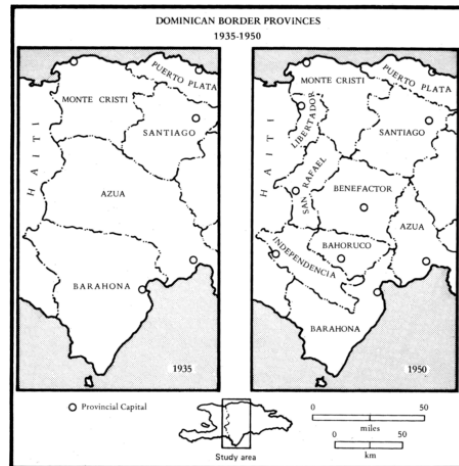 DOMINICAN BORDER PROVINCES
1935-1950
MONTE CRISTI
PUERTO PLATA
SANTIAGO
HAITI
AZUA
BARAHONA
1935
MONTE CRISTI
PUERTO PLATA
LIBERTADOR
SANTIAGO
HAITI
SAN RAFAEL
BENEFACTOR
AZUA
BAHORUCO
INDEPENDENCIA
BARAHONA
1950
Provincial Capital
Study area
0 50
miles
0 50
km